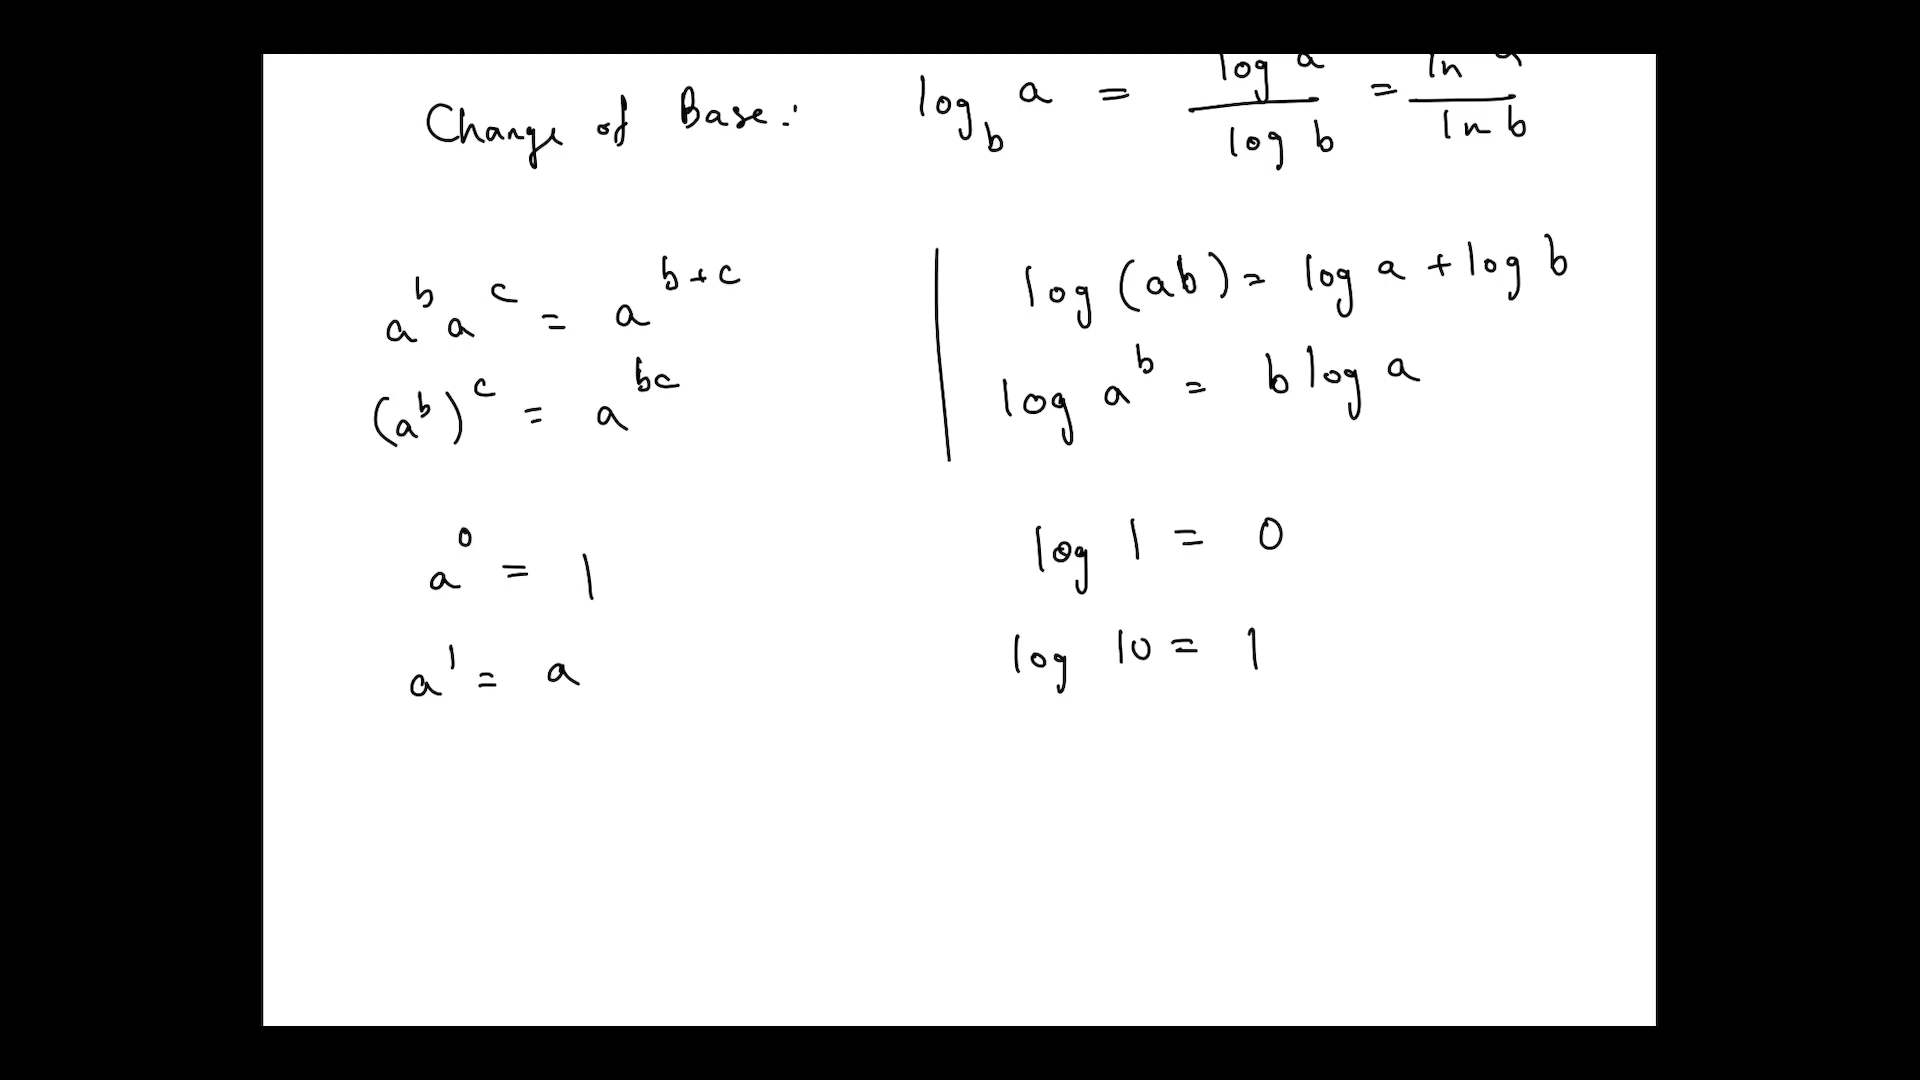 Change of Base: log_b a = log a / log b = ln a / ln b
a^b a^c = a^{b+c}
(a^b)^c = a^{bc}
log (ab) = log a + log b
log a^b = b log a
a^0 = 1
a^1 = a
log 1 = 0
log 10 = 1